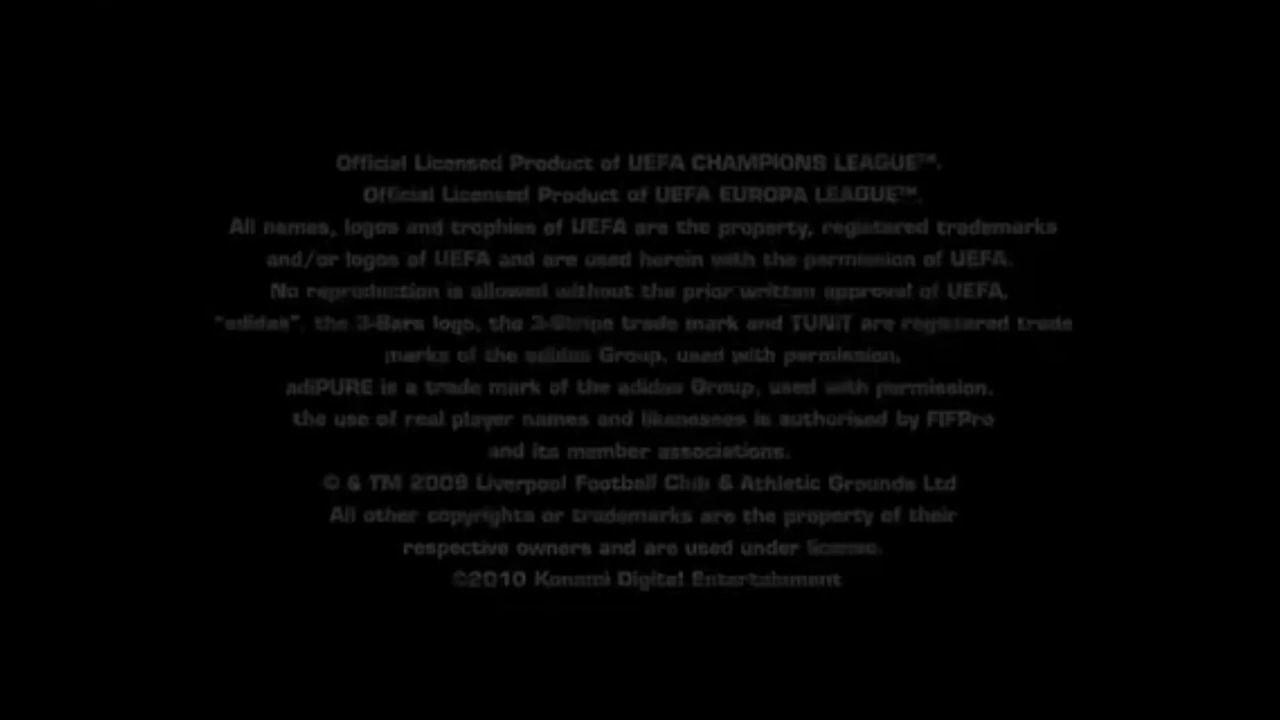 Official Licensed Product of UEFA CHAMPIONS LEAGUE™.
Official Licensed Product of UEFA EUROPA LEAGUE™.
All names, logos and trophies of UEFA are the property, registered trademarks
and/or logos of UEFA and are used herein with the permission of UEFA.
No reproduction is allowed without the prior written approval of UEFA.
"adidas", the 3-Bars logo, the 3-Stripe trade mark and TUNiT are registered trade
marks of the adidas Group, used with permission.
adiPURE is a trade mark of the adidas Group, used with permission.
the use of real player names and likenesses is authorised by FIFPro
and its member associations.
© & TM 2009 Liverpool Football Club & Athletic Grounds Ltd
All other copyrights or trademarks are the property of their
respective owners and are used under license.
©2010 Konami Digital Entertainment